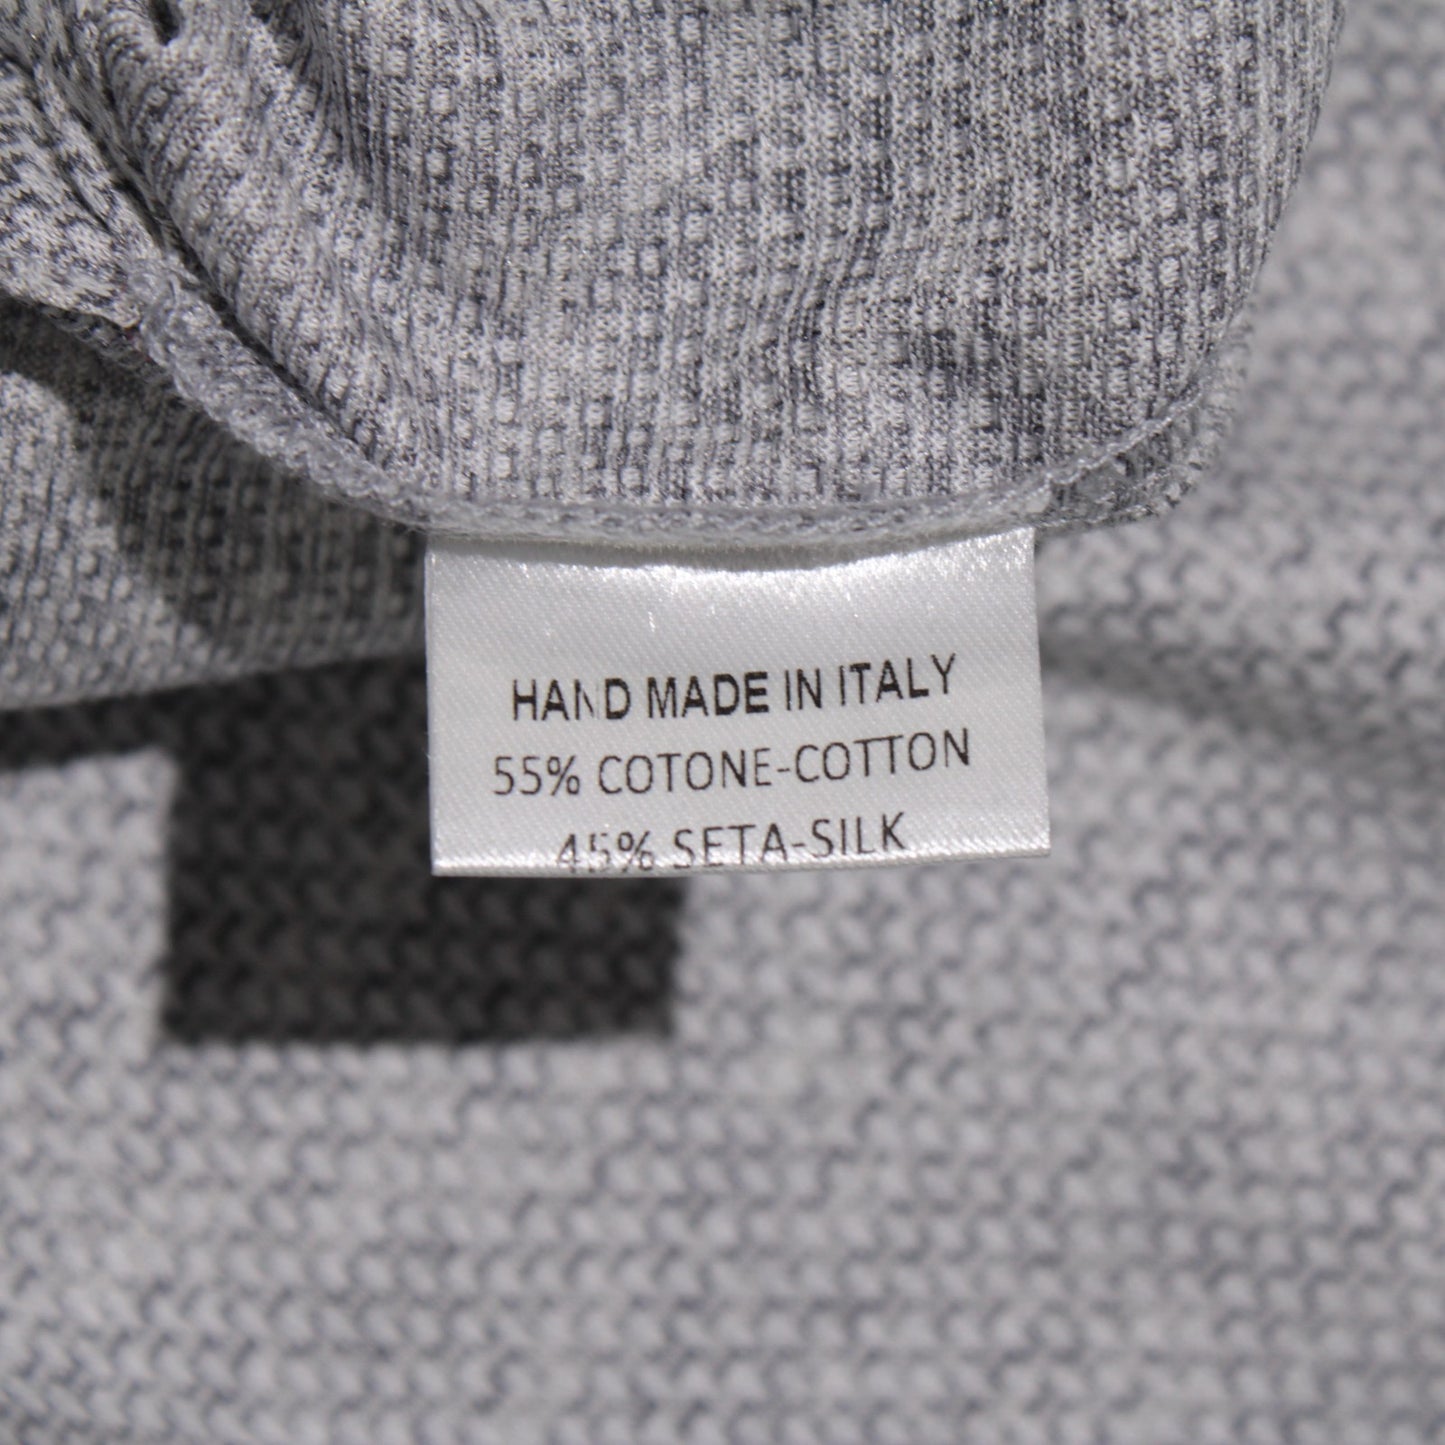 HAND MADE IN ITALY
55% COTONE-COTTON
45% SETA-SILK